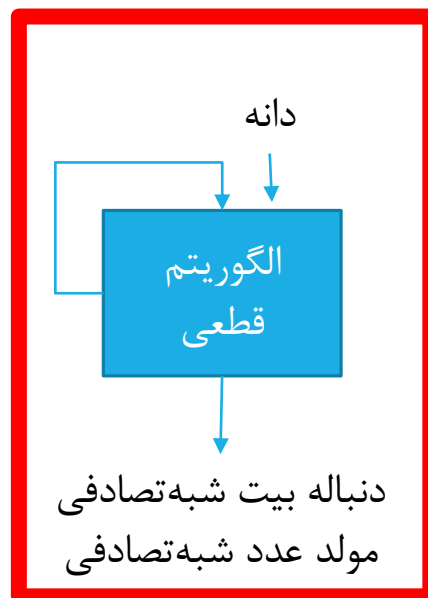 دانه
الگوریتم
قطعی
دنباله بیت شبه‌تصادفی
مولد عدد شبه‌تصادفی